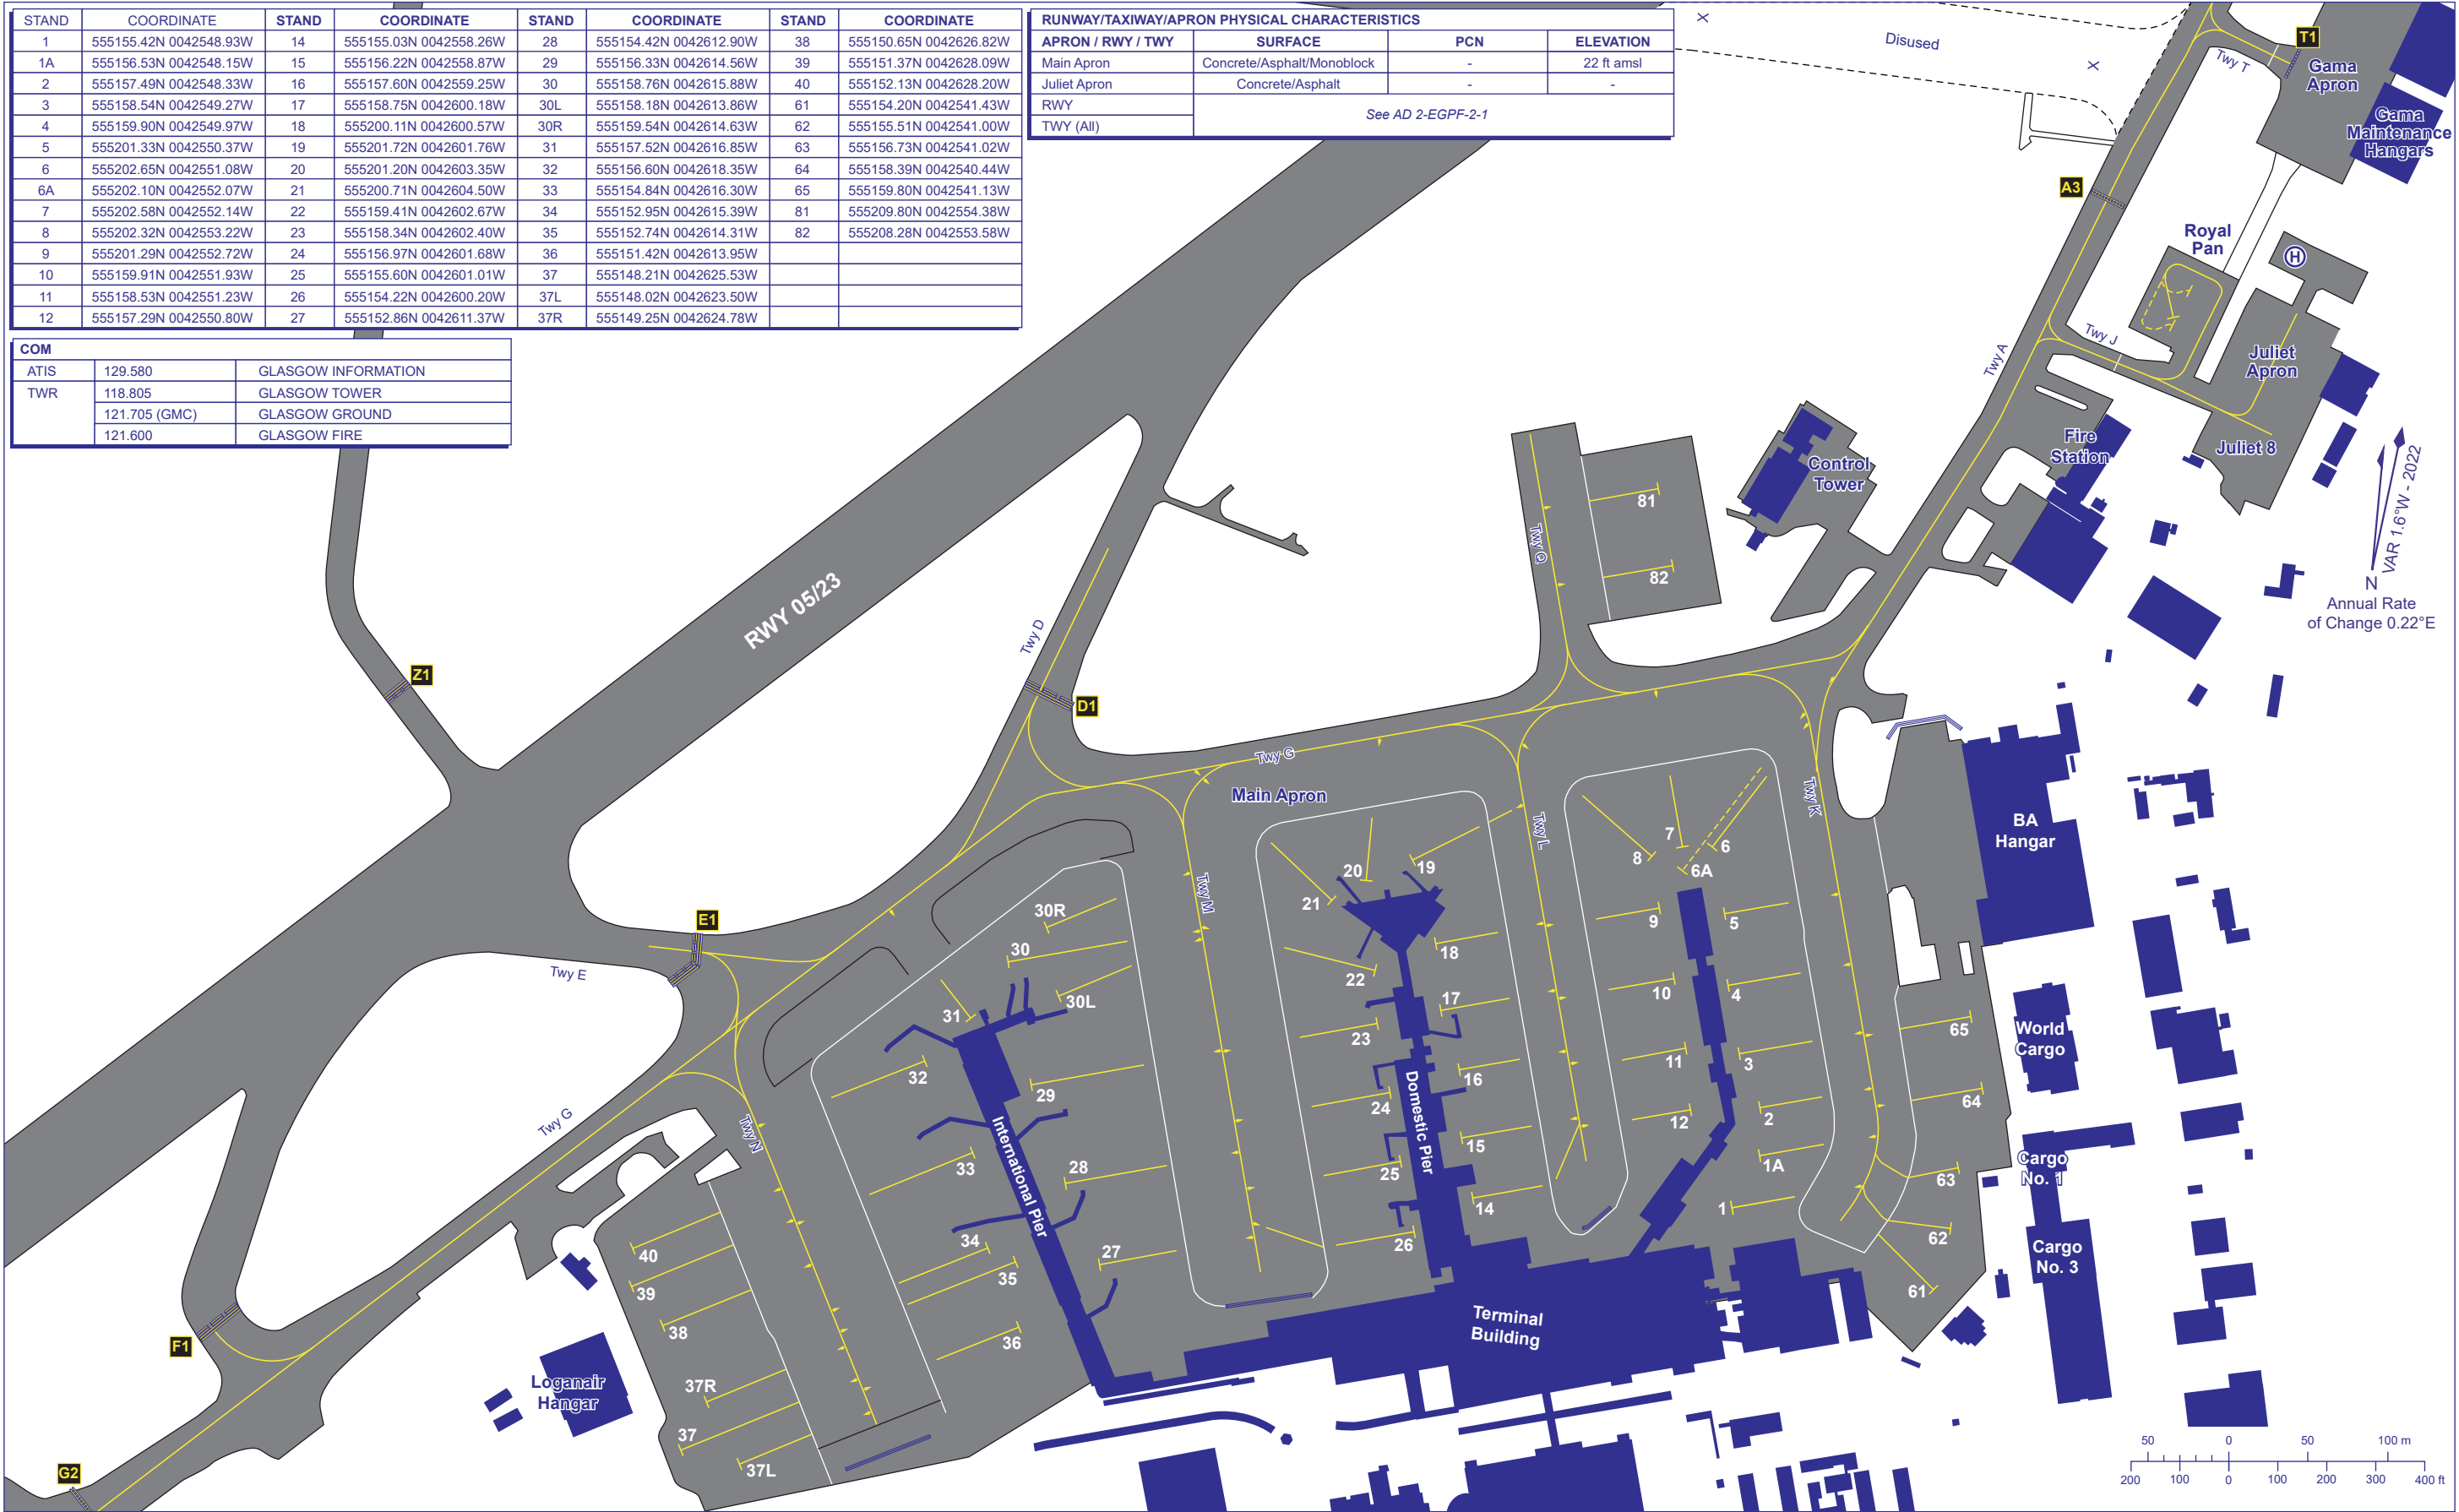 STAND COORDINATE STAND COORDINATE STAND COORDINATE STAND COORDINATE
1 555155.42N 0042548.93W 14 555155.03N 0042558.26W 28 555154.42N 0042612.90W 38 555150.65N 0042626.82W
1A 555156.53N 0042548.15W 15 555156.22N 0042558.87W 29 555156.33N 0042614.56W 39 555151.37N 0042628.09W
2 555157.49N 0042548.33W 16 555157.60N 0042559.25W 30 555158.76N 0042615.88W 40 555152.13N 0042628.20W
3 555158.54N 0042549.27W 17 555158.75N 0042600.18W 30L 555158.18N 0042613.86W 61 555154.20N 0042541.43W
4 555159.90N 0042549.97W 18 555200.11N 0042600.57W 30R 555159.54N 0042614.63W 62 555155.51N 0042541.00W
5 555201.33N 0042550.37W 19 555201.72N 0042601.76W 31 555157.52N 0042616.85W 63 555156.73N 0042541.02W
6 555202.65N 0042551.08W 20 555201.20N 0042603.35W 32 555156.60N 0042618.35W 64 555158.39N 0042540.44W
6A 555202.10N 0042552.07W 21 555200.71N 0042604.50W 33 555154.84N 0042616.30W 65 555159.80N 0042541.13W
7 555202.58N 0042552.14W 22 555159.41N 0042602.67W 34 555152.95N 0042615.39W 81 555209.80N 0042554.38W
8 555202.32N 0042553.22W 23 555158.34N 0042602.40W 35 555152.74N 0042614.31W 82 555208.28N 0042553.58W
9 555201.29N 0042552.72W 24 555156.97N 0042601.68W 36 555151.42N 0042613.95W
10 555159.91N 0042551.93W 25 555155.60N 0042601.01W 37 555148.21N 0042625.53W
11 555158.53N 0042551.23W 26 555154.22N 0042600.20W 37L 555148.02N 0042623.50W
12 555157.29N 0042550.80W 27 555152.86N 0042611.37W 37R 555149.25N 0042624.78W
RUNWAY/TAXIWAY/APRON PHYSICAL CHARACTERISTICS
APRON / RWY / TWY SURFACE PCN ELEVATION
Main Apron Concrete/Asphalt/Monoblock - 22 ft amsl
Juliet Apron Concrete/Asphalt - -
RWY
See AD 2-EGPF-2-1
TWY (All)
COM
ATIS 129.580 GLASGOW INFORMATION
TWR 118.805 GLASGOW TOWER
121.705 (GMC) GLASGOW GROUND
121.600 GLASGOW FIRE
X
Disused
X
T1
Twy T
Gama
Apron
Gama
Maintenance
Hangars
A3
Royal
Pan
H
Twy J
Twy A
Juliet
Apron
Juliet 8
Fire
Station
Control
Tower
VAR 1.6°W - 2022
N
Annual Rate
of Change 0.22°E
81
82
Twy Q
RWY 05/23
Twy D
Z1
D1
Twy G
Main Apron
Twy K
Twy L
Twy M
E1
Twy E
Twy G
Twy N
F1
G2
7
8
6
6A
9
5
10
4
11
3
12
2
1A
1
20
19
21
18
22
17
23
16
24
15
25
14
26
Domestic Pier
30R
30
30L
31
32
29
33
28
34
35
27
36
International Pier
40
39
38
37R
37
37L
Loganair
Hangar
Terminal
Building
BA
Hangar
World
Cargo
Cargo
No. 1
Cargo
No. 3
65
64
63
62
61
50 0 50 100 m
200 100 0 100 200 300 400 ft